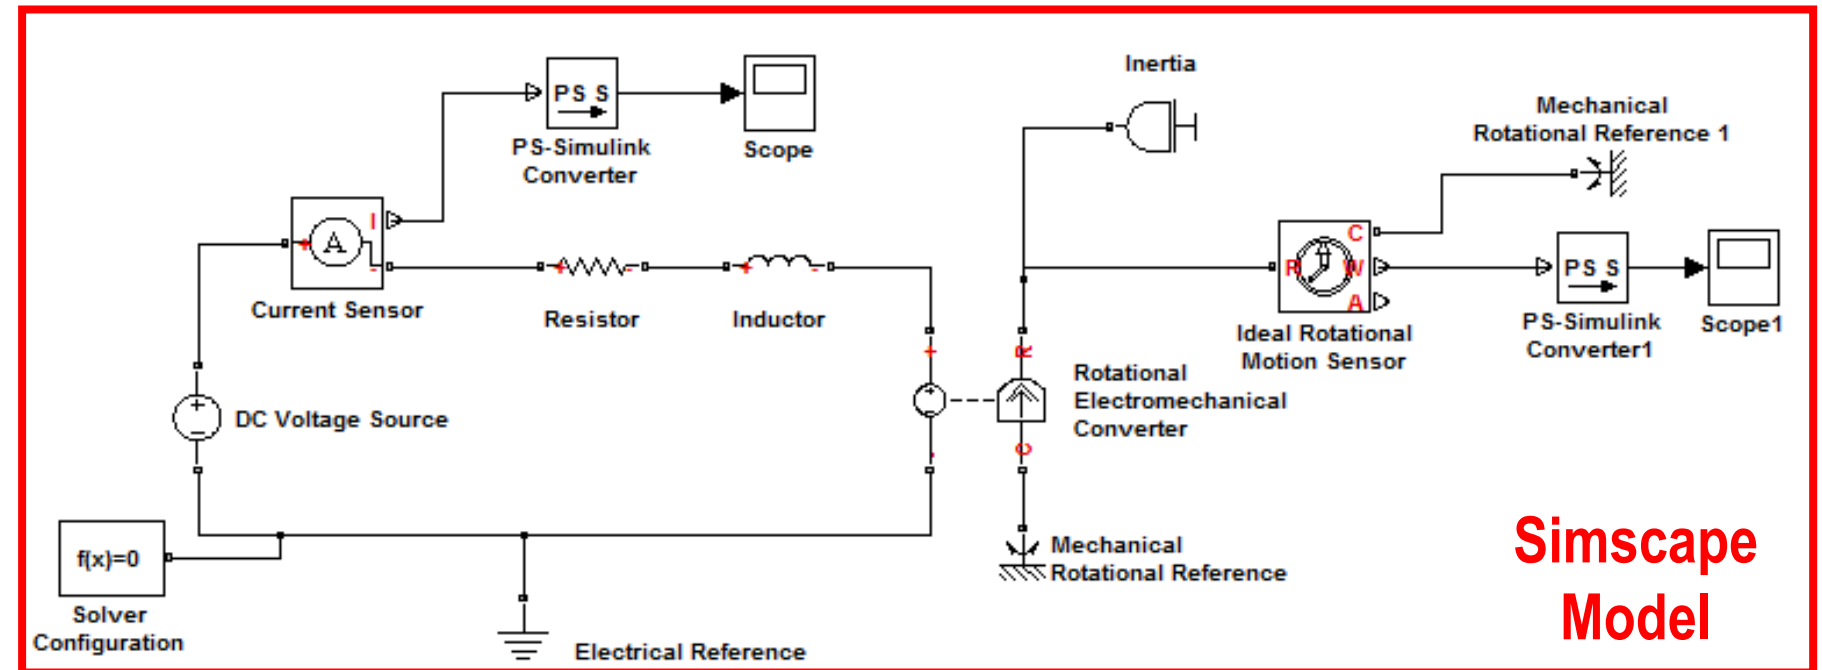 Inertia
Mechanical
Rotational Reference 1
PS S
PS-Simulink
Converter
Scope
I
+
A
-
Current Sensor
+
-
Resistor
+
-
Inductor
C
R
W
A
Ideal Rotational
Motion Sensor
PS S
PS-Simulink
Converter1
Scope1
+
-
DC Voltage Source
+
+
-
-
R
C
Rotational
Electromechanical
Converter
f(x)=0
Solver
Configuration
Electrical Reference
Mechanical
Rotational Reference
Simscape
Model